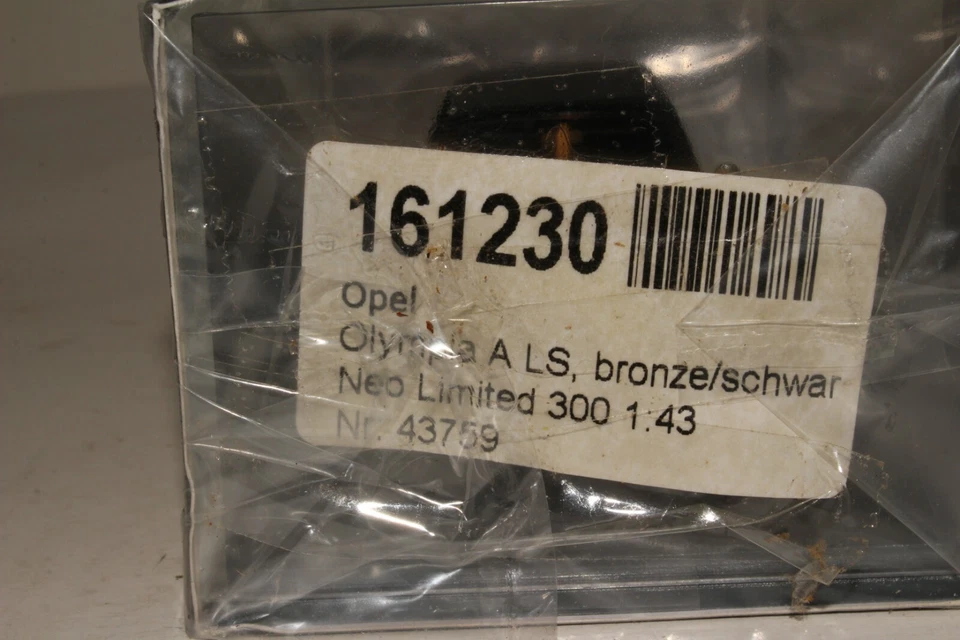 161230
Opel
Olympia A LS, bronze/schwar
Neo Limited 300 1:43
Nr. 43759